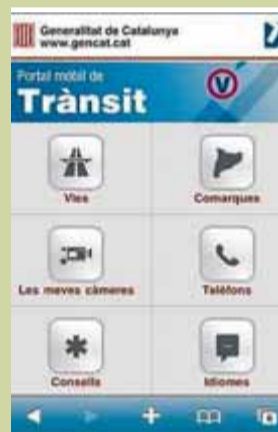 Generalitat de Catalunya
www.gencat.cat
Portal mòbil de
Trànsit
V
Vies
Comarques
Les meves càmeres
Telèfons
Consells
Idiomes